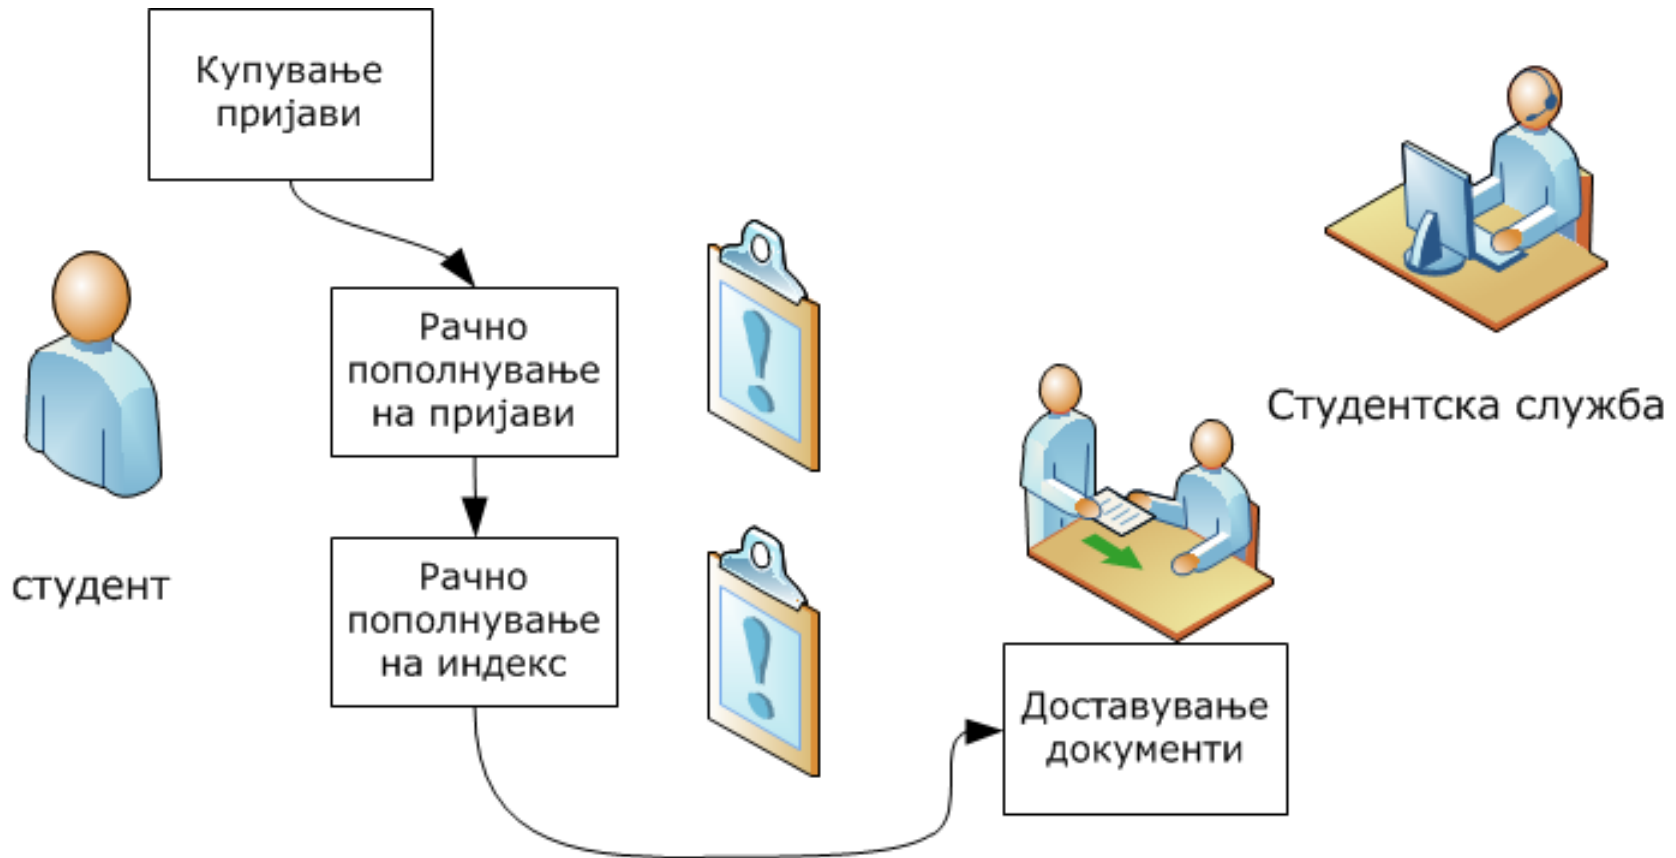 Купување
пријави
Рачно
пополнување
на пријави
студент
Рачно
пополнување
на индекс
Студентска служба
Доставување
документи